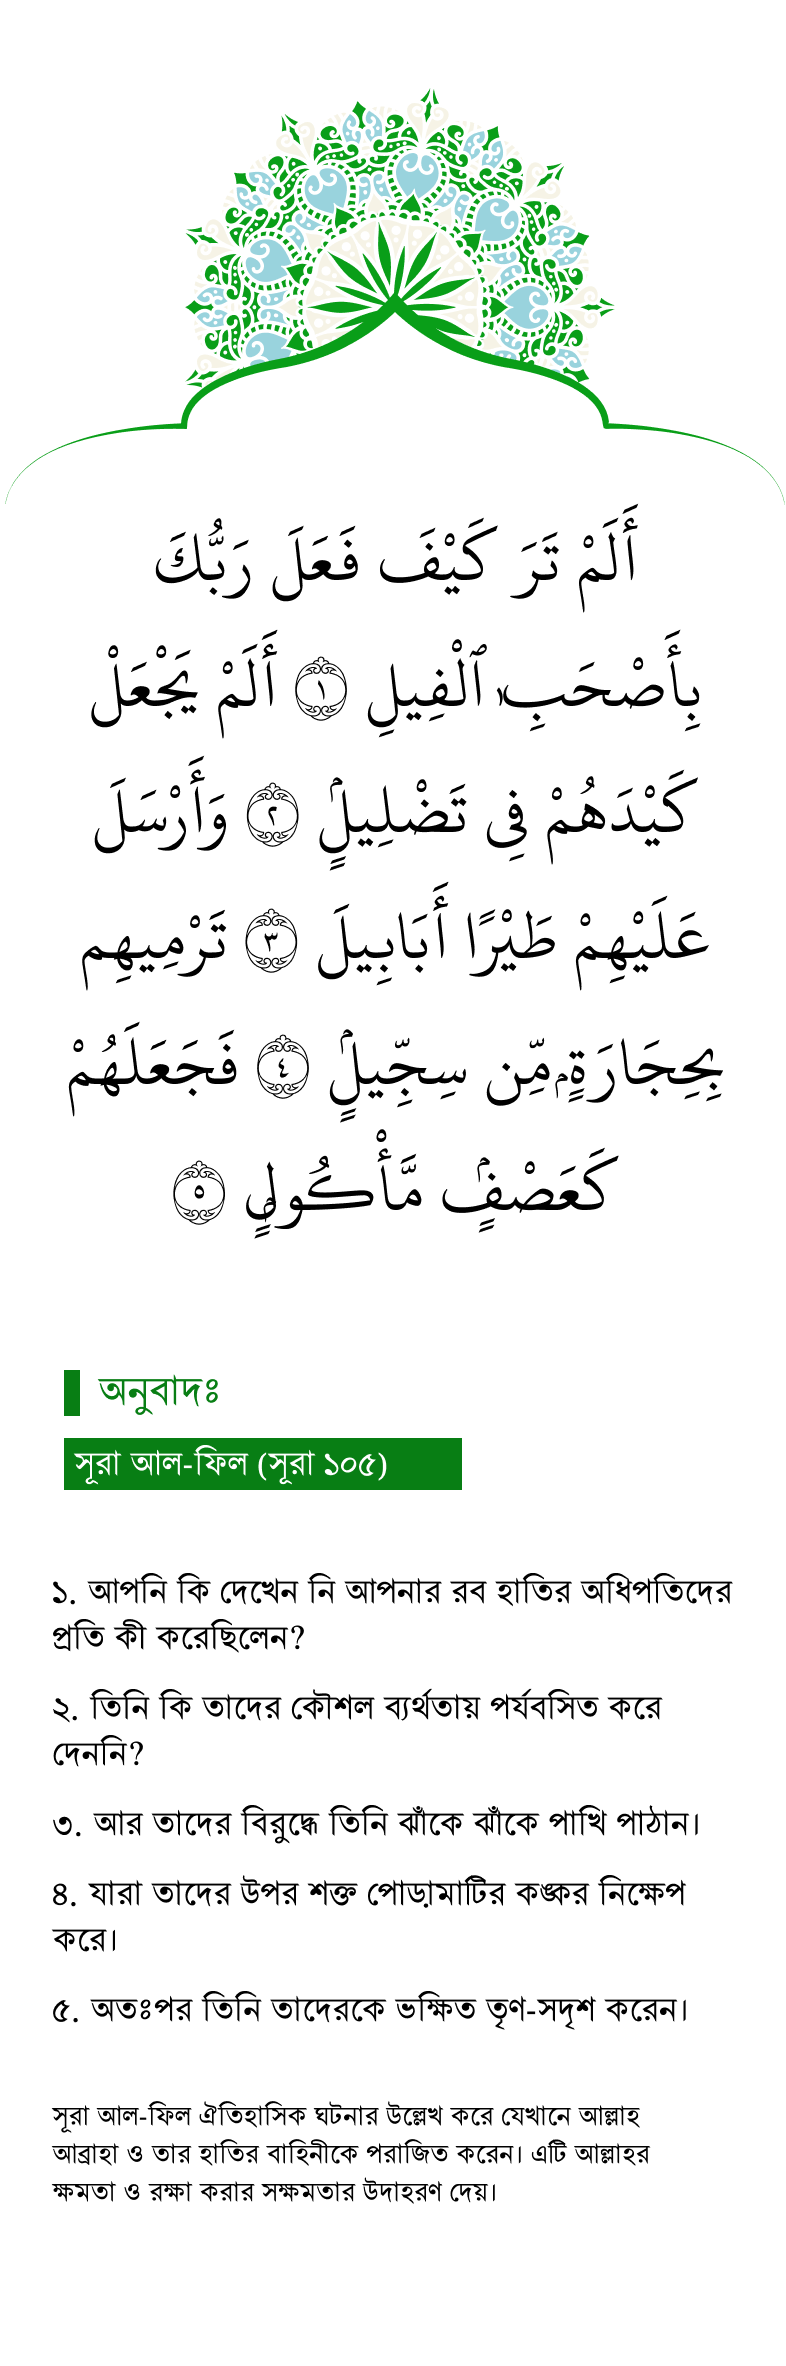 أَلَمْ تَرَ كَيْفَ فَعَلَ رَبُّكَ
بِأَصْحَٰبِ ٱلْفِيلِ ١ أَلَمْ يَجْعَلْ
كَيْدَهُمْ فِى تَضْلِيلٍۢ ٢ وَأَرْسَلَ
عَلَيْهِمْ طَيْرًا أَبَابِيلَ ٣ تَرْمِيهِم
بِحِجَارَةٍۢ مِّن سِجِّيلٍۢ ٤ فَجَعَلَهُمْ
كَعَصْفٍۢ مَّأْكُولٍۭ ٥
অনুবাদঃ
সূরা আল-ফিল (সূরা ১০৫)
১. আপনি কি দেখেন নি আপনার রব হাতির অধিপতিদের
প্রতি কী করেছিলেন?
২. তিনি কি তাদের কৌশল ব্যর্থতায় পর্যবসিত করে
দেননি?
৩. আর তাদের বিরুদ্ধে তিনি ঝাঁকে ঝাঁকে পাখি পাঠান।
৪. যারা তাদের উপর শক্ত পোড়ামাটির কঙ্কর নিক্ষেপ
করে।
৫. অতঃপর তিনি তাদেরকে ভক্ষিত তৃণ-সদৃশ করেন।
সূরা আল-ফিল ঐতিহাসিক ঘটনার উল্লেখ করে যেখানে আল্লাহ
আব্রাহা ও তার হাতির বাহিনীকে পরাজিত করেন। এটি আল্লাহর
ক্ষমতা ও রক্ষা করার সক্ষমতার উদাহরণ দেয়।